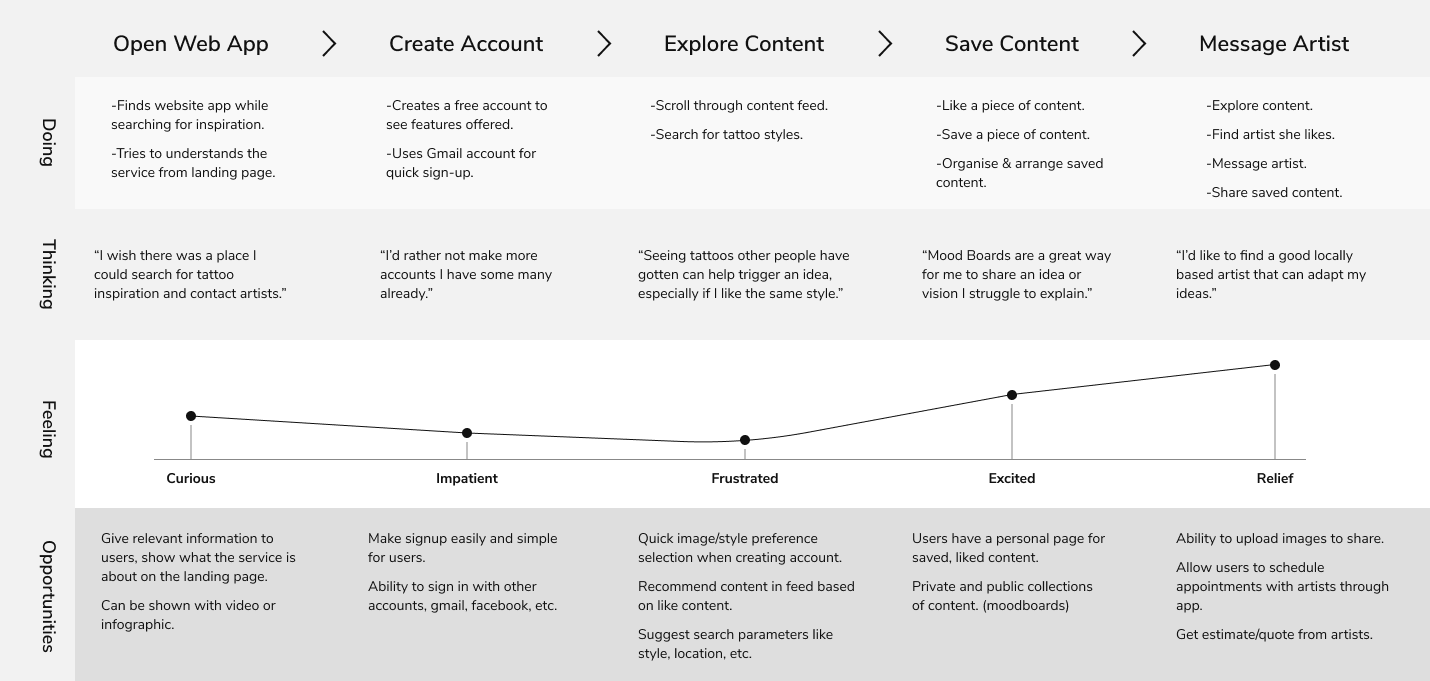 Open Web App
Create Account
Explore Content
Save Content
Message Artist
Doing
-Finds website app while
searching for inspiration.
-Tries to understands the
service from landing page.
-Creates a free account to
see features offered.
-Uses Gmail account for
quick sign-up.
-Scroll through content feed.
-Search for tattoo styles.
-Like a piece of content.
-Save a piece of content.
-Organise & arrange saved
content.
-Explore content.
-Find artist she likes.
-Message artist.
-Share saved content.
Thinking
“I wish there was a place I
could search for tattoo
inspiration and contact artists.”
“I’d rather not make more
accounts I have some many
already.”
“Seeing tattoos other people have
gotten can help trigger an idea,
especially if I like the same style.”
“Mood Boards are a great way
for me to share an idea or
vision I struggle to explain.”
“I’d like to find a good locally
based artist that can adapt my
ideas.”
Feeling
Curious
Impatient
Frustrated
Excited
Relief
Opportunities
Give relevant information to
users, show what the service is
about on the landing page.
Can be shown with video or
infographic.
Make signup easily and simple
for users.
Ability to sign in with other
accounts, gmail, facebook, etc.
Quick image/style preference
selection when creating account.
Recommend content in feed based
on like content.
Suggest search parameters like
style, location, etc.
Users have a personal page for
saved, liked content.
Private and public collections
of content. (moodboards)
Ability to upload images to share.
Allow users to schedule
appointments with artists through
app.
Get estimate/quote from artists.